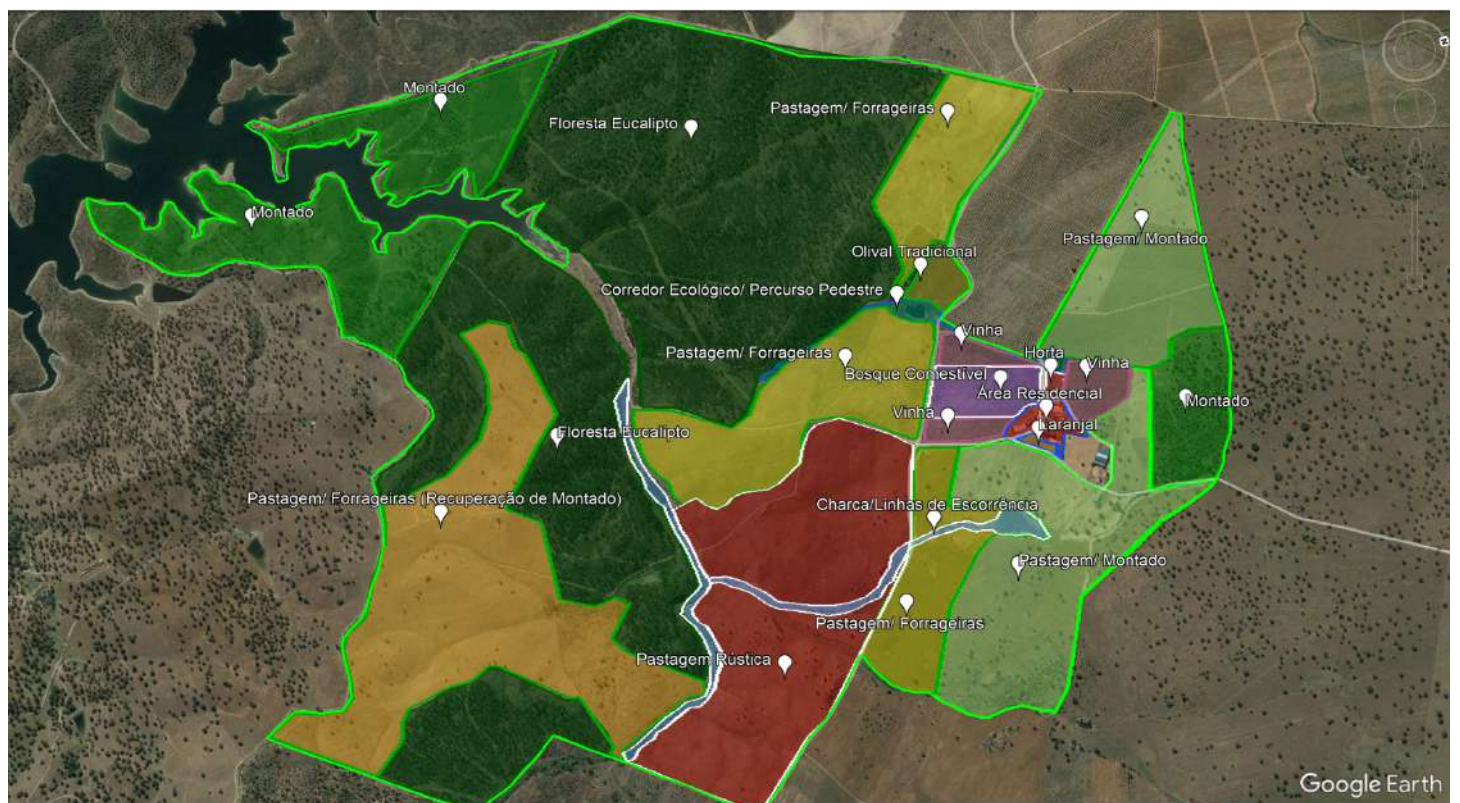 Montado
Pastagem/ Forrageiras
Floresta Eucalipto
Montado
Pastagem/ Montado
Olival Tradicional
Corredor Ecológico/ Percurso Pedestre
Vinha
Pastagem/ Forrageiras
Horta
Vinha
Bosque Comestível
Área Residencial
Montado
Vinha
Laranjal
Floresta Eucalipto
Pastagem/ Forrageiras (Recuperação de Montado)
Charca/Linhas de Escorrência
Pastagem/ Montado
Pastagem/ Forrageiras
Pastagem Rústica
Google Earth